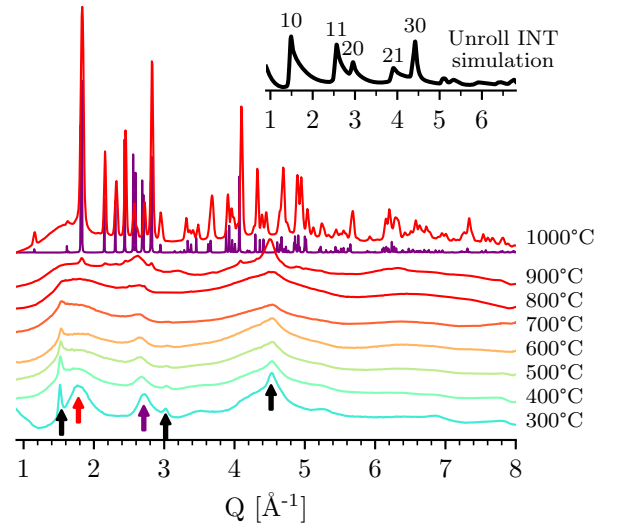 30
10
11
20
21
Unroll INT
simulation
1 2 3 4 5 6
1000°C
900°C
800°C
700°C
600°C
500°C
400°C
300°C
1 2 3 4 5 6 7 8
Q [Å⁻¹]